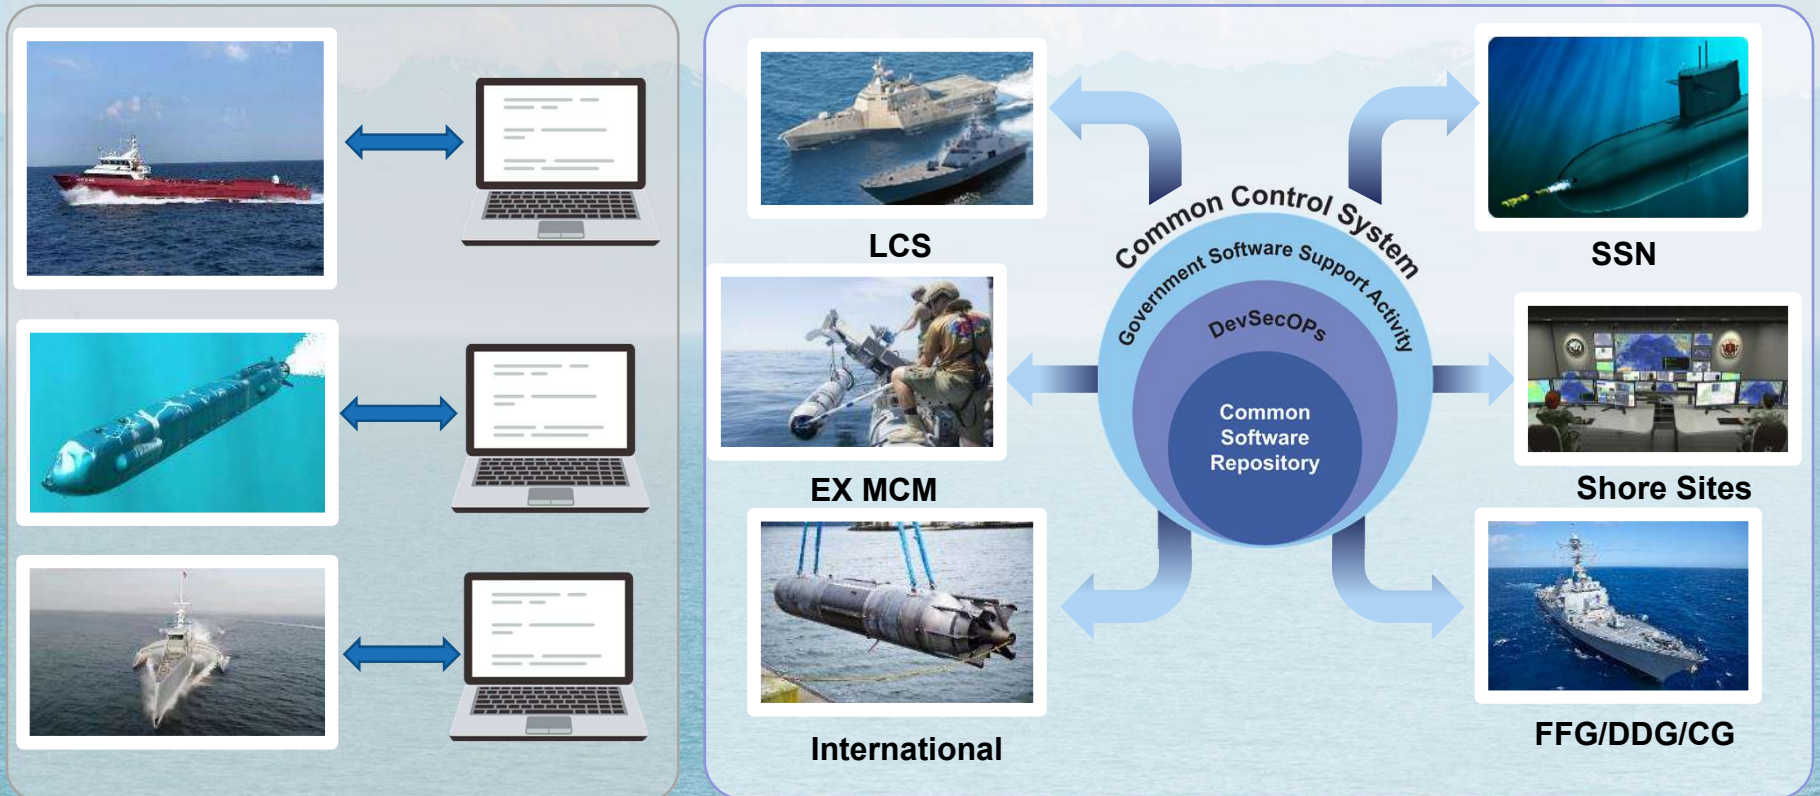 LCS
EX MCM
International
Common Control System
Government Software Support Activity
DevSecOPs
Common
Software
Repository
SSN
Shore Sites
FFG/DDG/CG